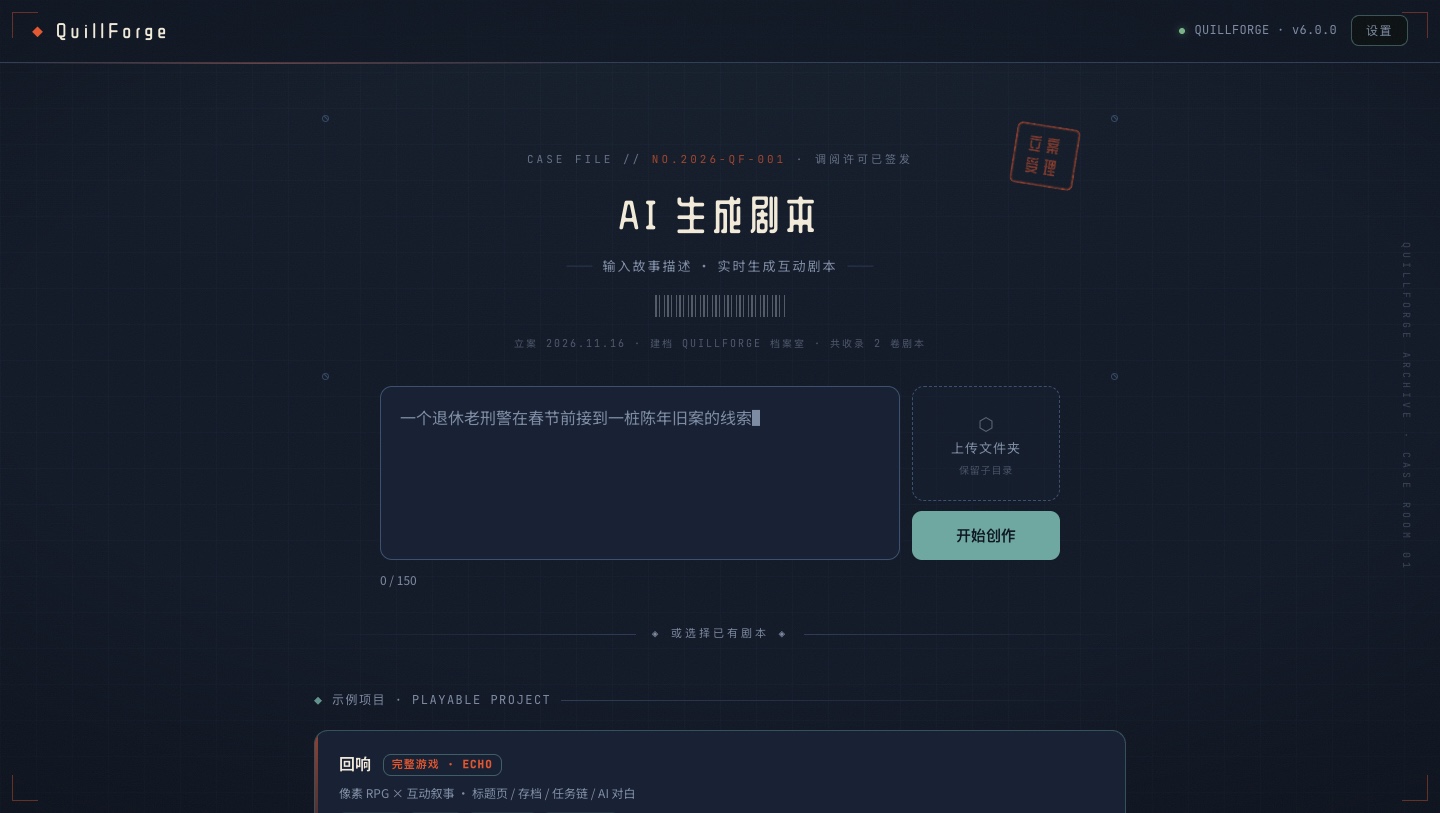 QuillForge
QUILLFORGE · v6.0.0
设置
CASE FILE // NO.2026-QF-001 · 调阅许可已签发
立案
受理
AI 生成剧本
输入故事描述 · 实时生成互动剧本
立案 2026.11.16 · 建档 QUILLFORGE 档案室 · 共收录 2 卷剧本
一个退休老刑警在春节前接到一桩陈年旧案的线索
上传文件夹
保留子目录
开始创作
0 / 150
或选择已有剧本
示例项目 · PLAYABLE PROJECT
回响
完整游戏 · ECHO
像素 RPG × 互动叙事 · 标题页 / 存档 / 任务链 / AI 对白
QUILLFORGE ARCHIVE · CASE ROOM 01